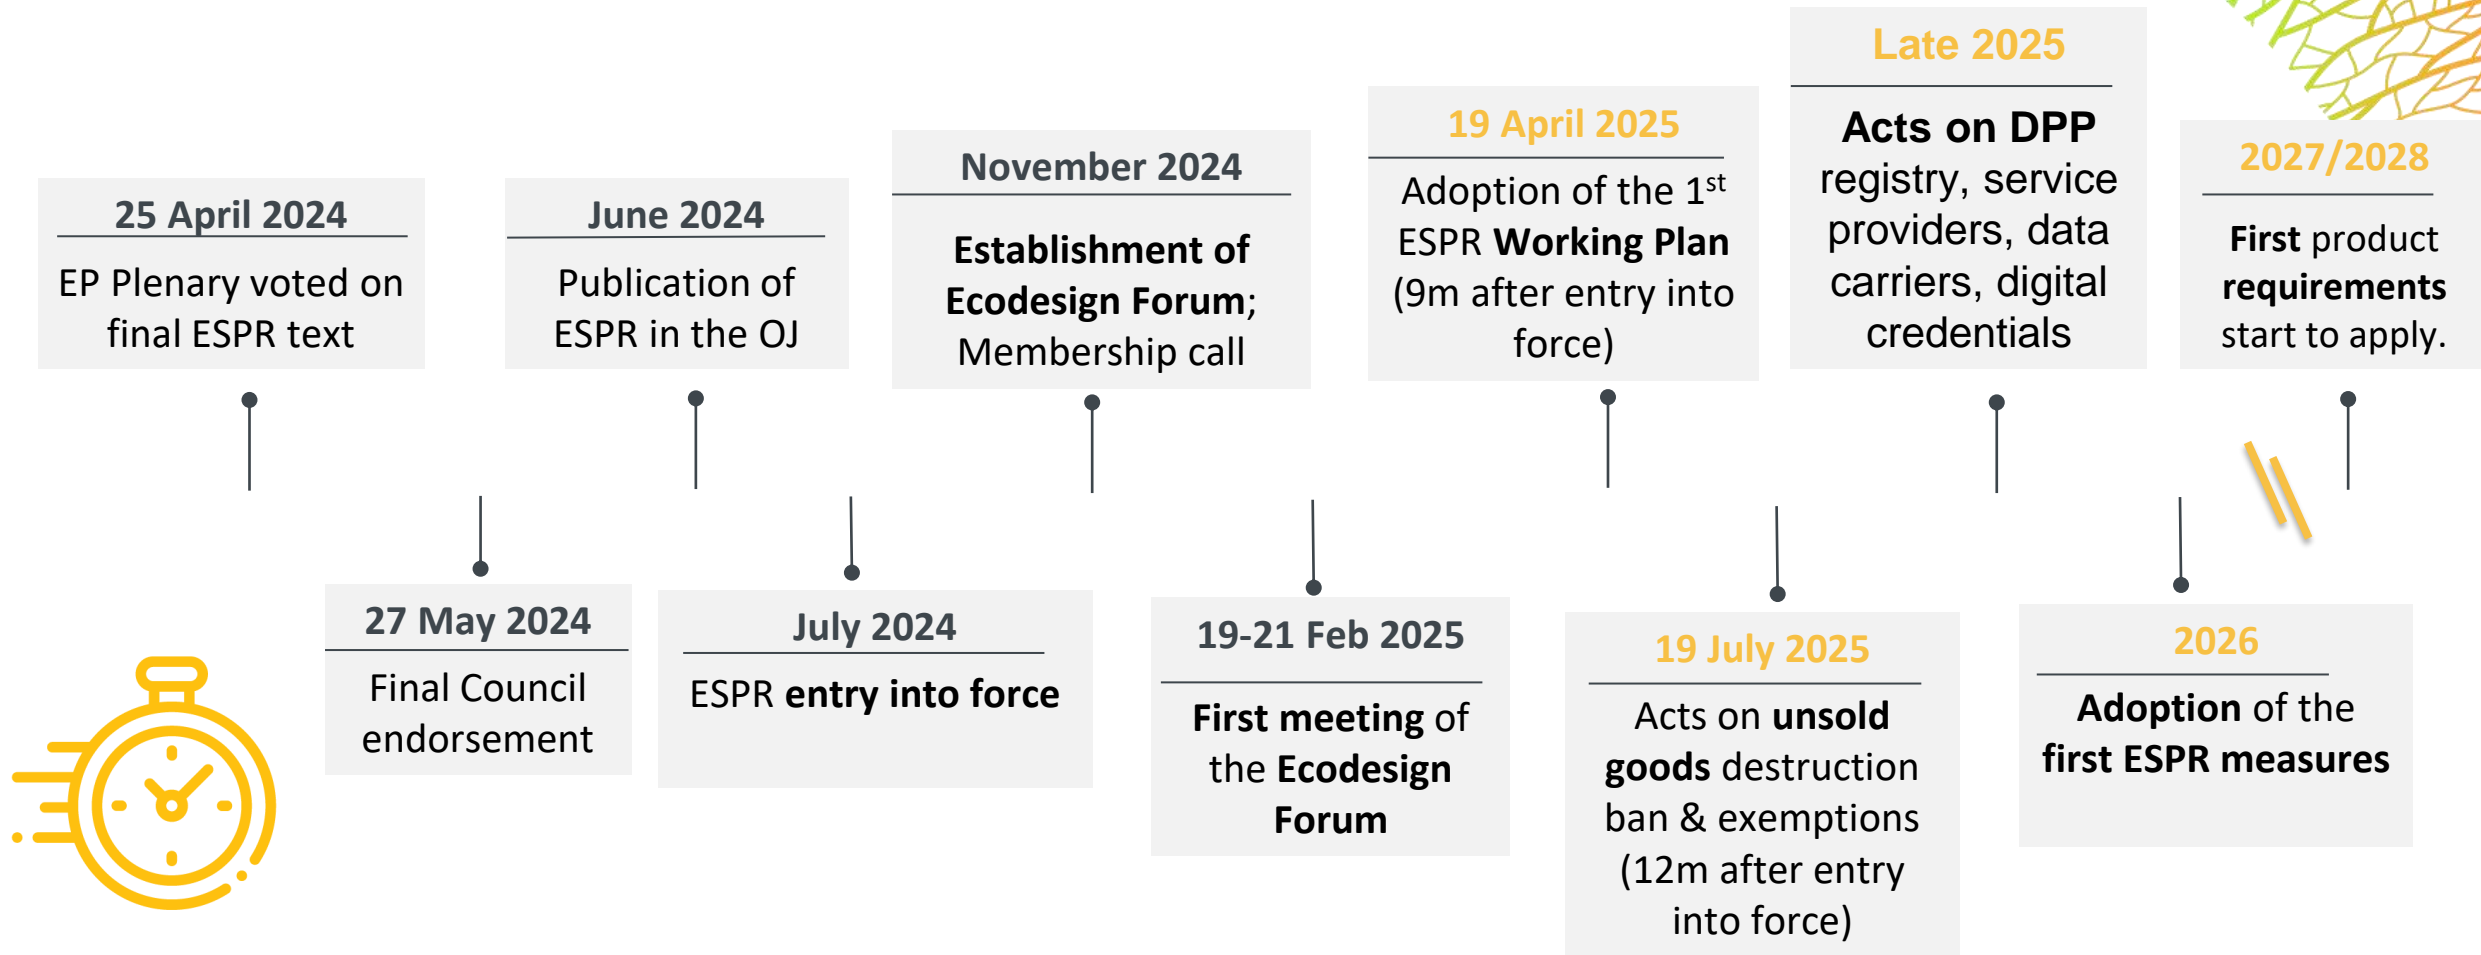 25 April 2024
EP Plenary voted on
final ESPR text
27 May 2024
Final Council
endorsement
June 2024
Publication of
ESPR in the OJ
July 2024
ESPR entry into force
November 2024
Establishment of
Ecodesign Forum;
Membership call
19-21 Feb 2025
First meeting of
the Ecodesign
Forum
19 April 2025
Adoption of the 1st
ESPR Working Plan
(9m after entry into
force)
19 July 2025
Acts on unsold
goods destruction
ban & exemptions
(12m after entry
into force)
Late 2025
Acts on DPP
registry, service
providers, data
carriers, digital
credentials
2026
Adoption of the
first ESPR measures
2027/2028
First product
requirements
start to apply.